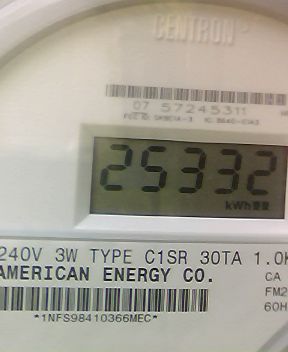 CENTRON®
07 57245311
25332
kWh
240V 3W TYPE C1SR 30TA 1.0K
AMERICAN ENERGY CO.
CA
FM2
60H
*1NFS98410366MEC*